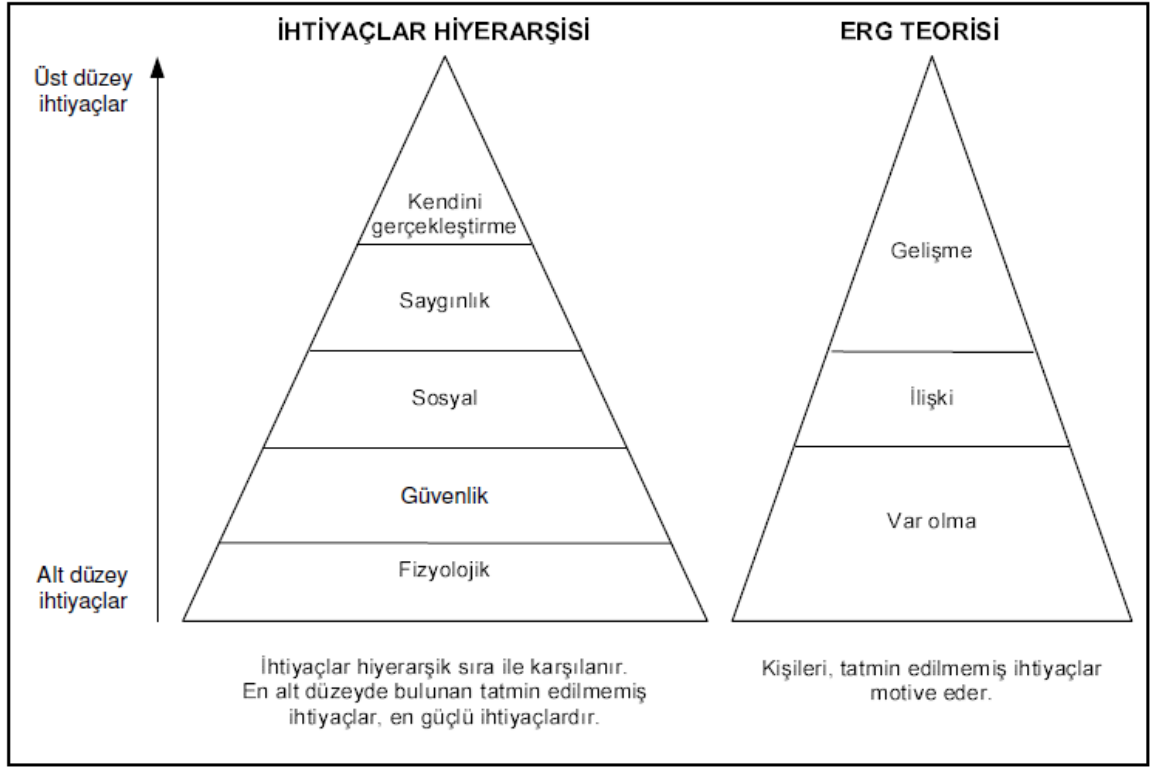 İHTİYAÇLAR HİYERARŞİSİ
ERG TEORİSİ
Üst düzey
ihtiyaçlar
Kendini
gerçekleştirme
Saygınlık
Sosyal
Güvenlik
Fizyolojik
Gelişme
İlişki
Var olma
Alt düzey
ihtiyaçlar
İhtiyaçlar hiyerarşik sıra ile karşılanır.
En alt düzeyde bulunan tatmin edilmemiş
ihtiyaçlar, en güçlü ihtiyaçlardır.
Kişileri, tatmin edilmemiş ihtiyaçlar
motive eder.